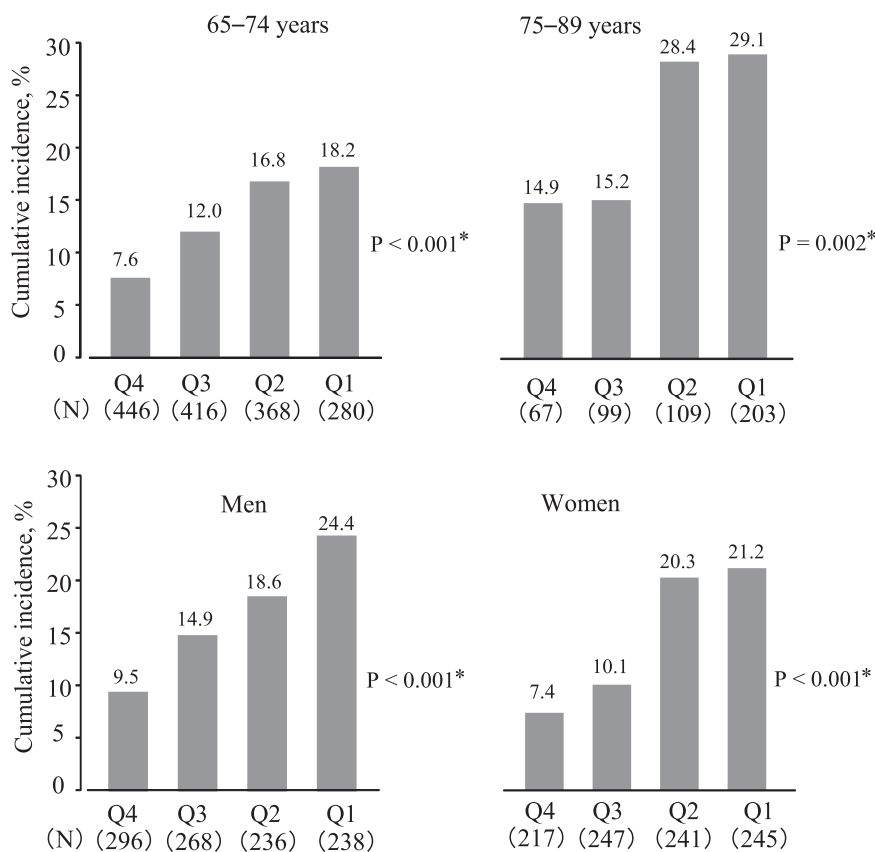 65–74 years
75–89 years
Cumulative incidence, %
30
25
20
15
10
5
0
7.6
12.0
16.8
18.2
P < 0.001*
14.9
15.2
28.4
29.1
P = 0.002*
Q4 Q3 Q2 Q1
(N) (446) (416) (368) (280)
Q4 Q3 Q2 Q1
(67) (99) (109) (203)
Men
Women
Cumulative incidence, %
30
25
20
15
10
5
0
9.5
14.9
18.6
24.4
P < 0.001*
7.4
10.1
20.3
21.2
P < 0.001*
Q4 Q3 Q2 Q1
(N) (296) (268) (236) (238)
Q4 Q3 Q2 Q1
(217) (247) (241) (245)